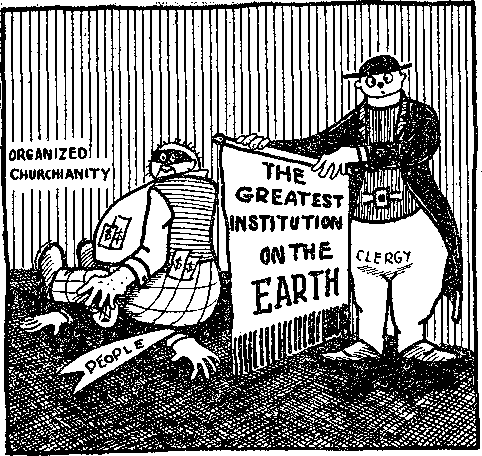 ORGANIZED
CHURCHIANITY
THE
GREATEST
INSTITUTION
ON THE
EARTH
CLERGY
PEOPLE
$ $
$ $